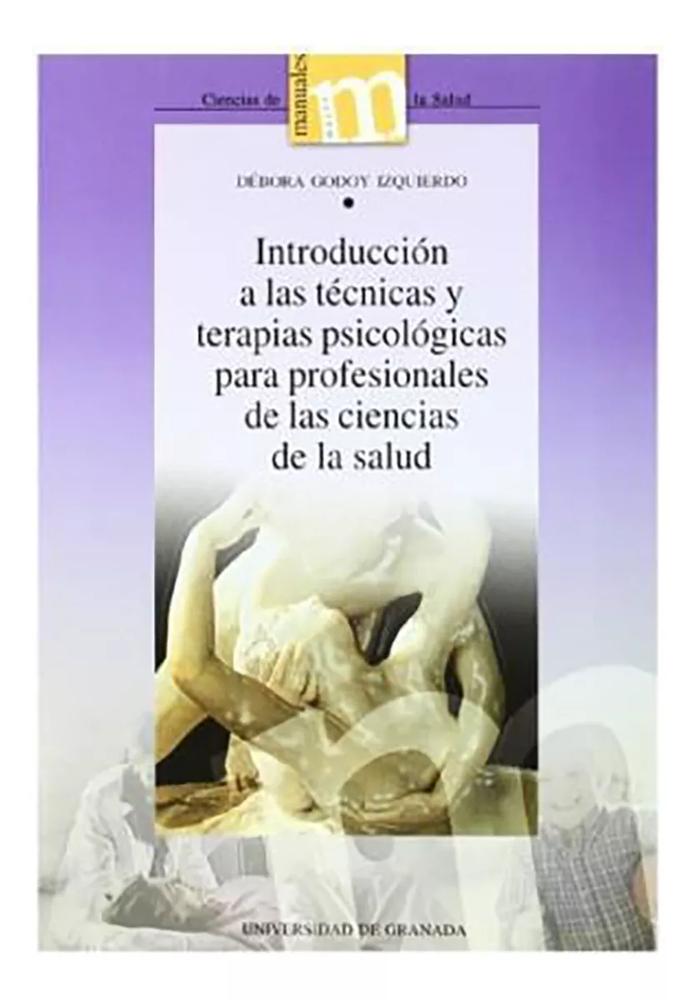 Ciencias de la Salud
manuales
major
m
DÉBORA GODOY IZQUIERDO
Introducción
a las técnicas y
terapias psicológicas
para profesionales
de las ciencias
de la salud
UNIVERSIDAD DE GRANADA